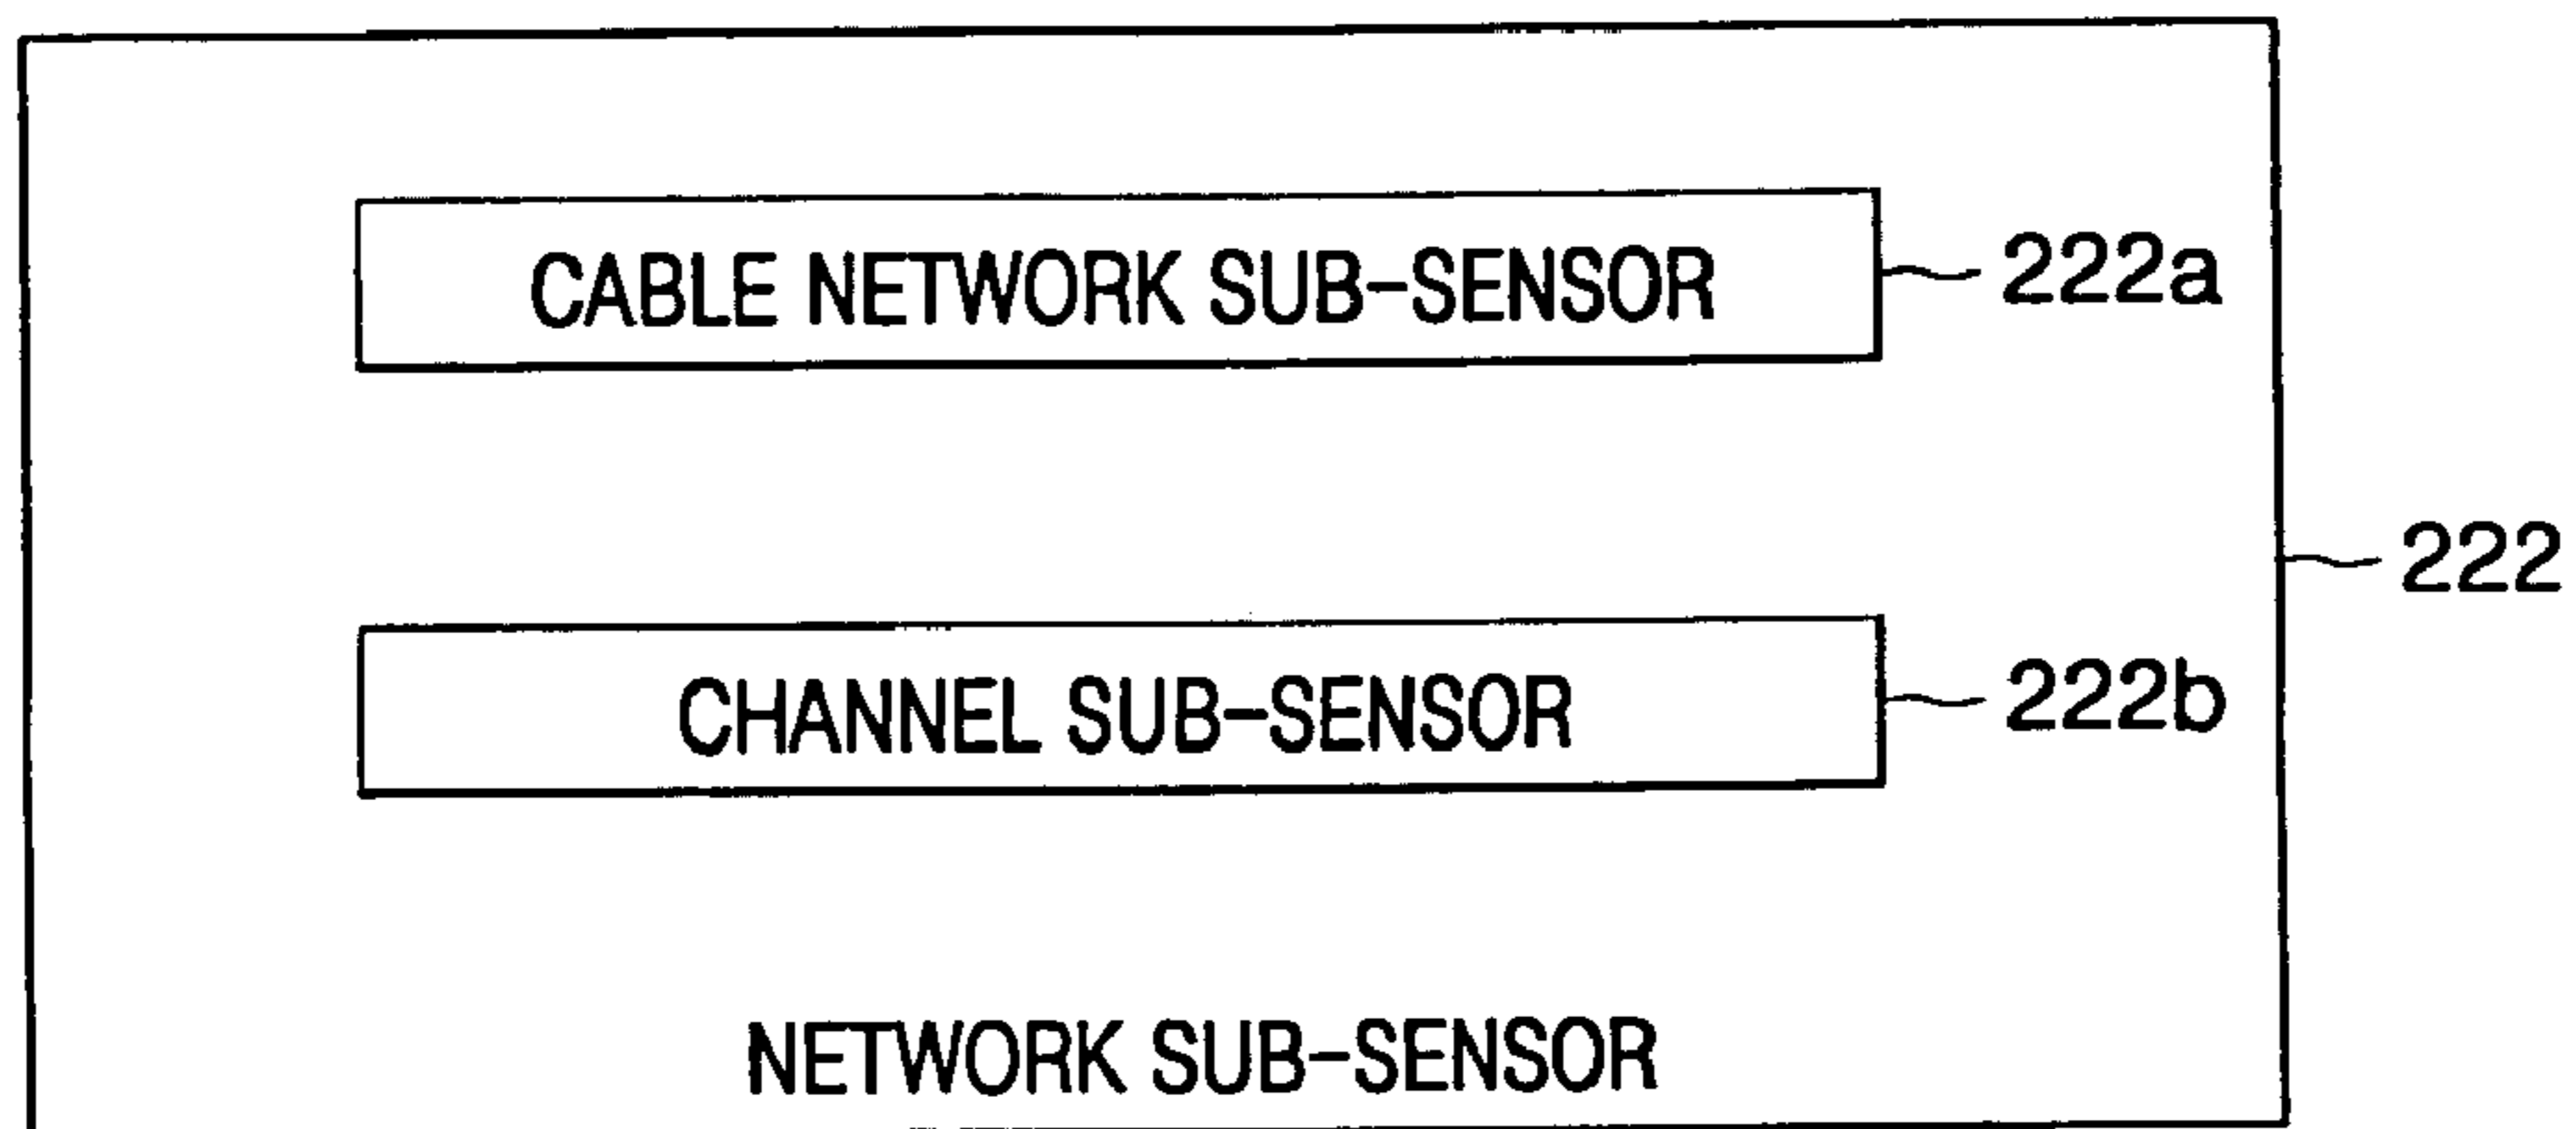 CABLE NETWORK SUB-SENSOR 222a
222
CHANNEL SUB-SENSOR 222b
NETWORK SUB-SENSOR